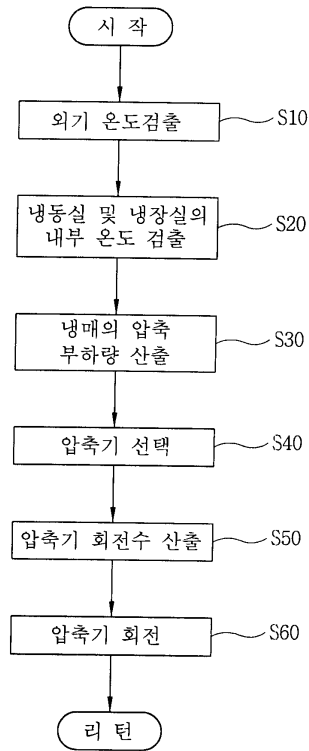 시 작
외기 온도검출
S10
냉동실 및 냉장실의
내부 온도 검출
S20
냉매의 압축
부하량 산출
S30
압축기 선택
S40
압축기 회전수 산출
S50
압축기 회전
S60
리 턴